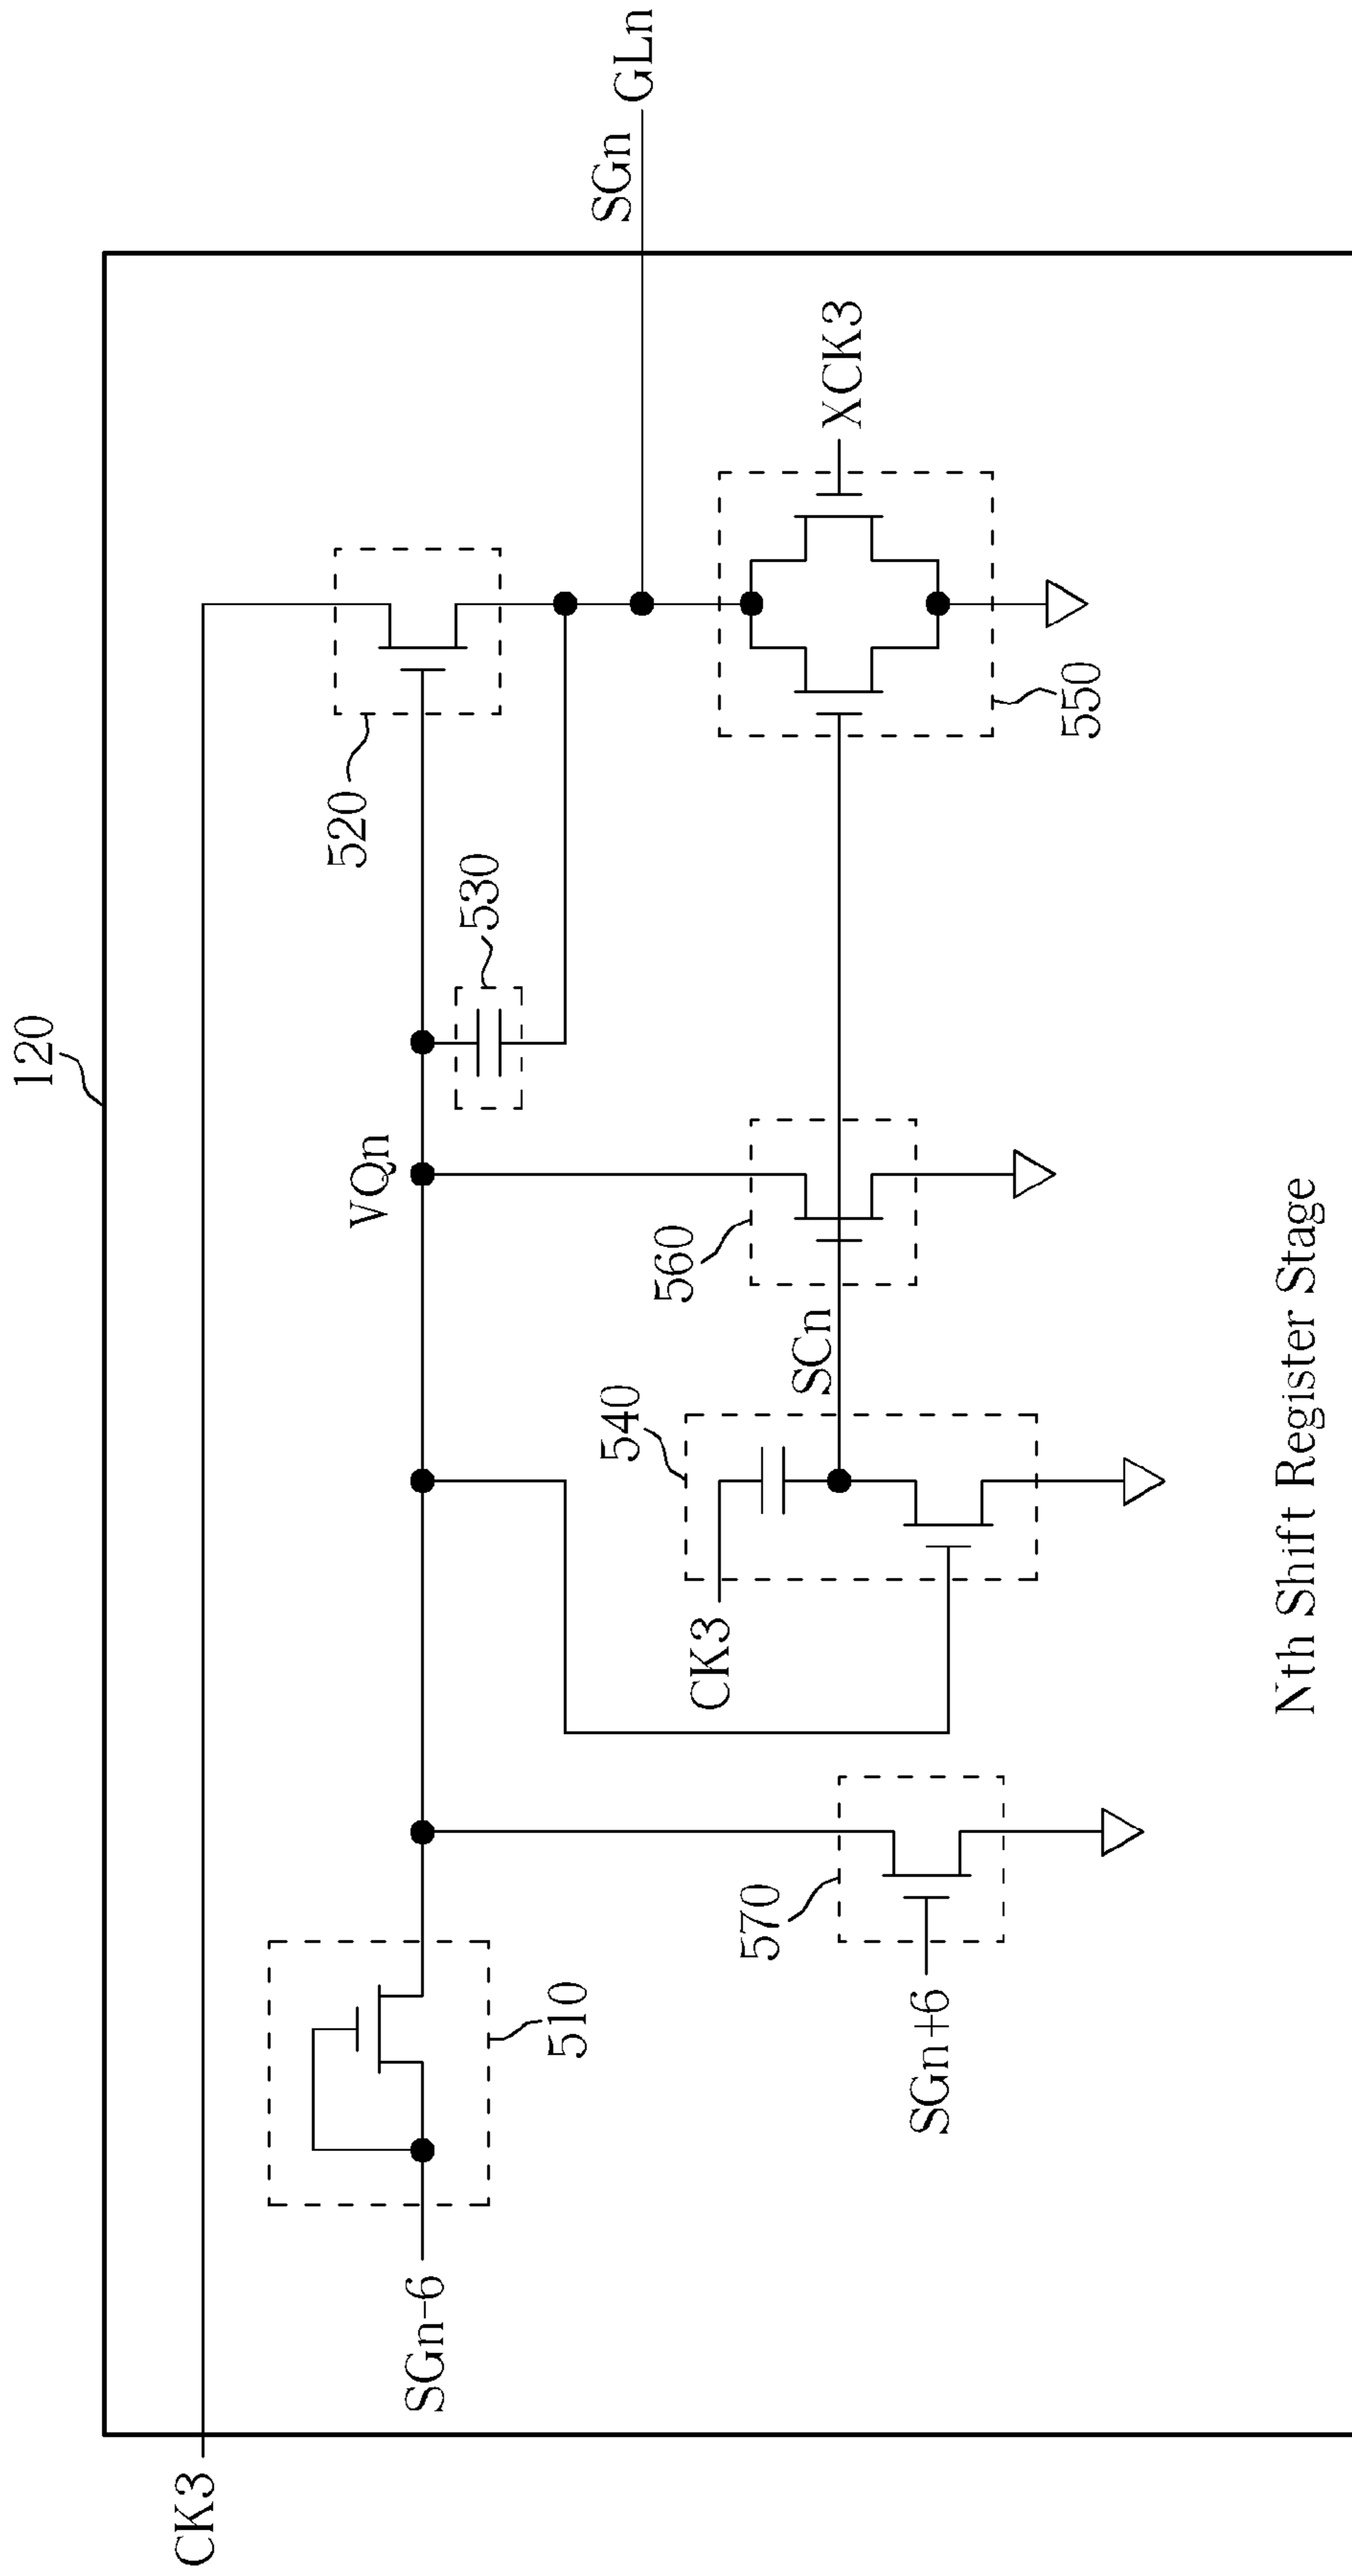 120
CK3
SGn-6
510
VQn
530
520
SGn GLn
570
SGn+6
CK3
540
SCn
560
550
XCK3
Nth Shift Register Stage